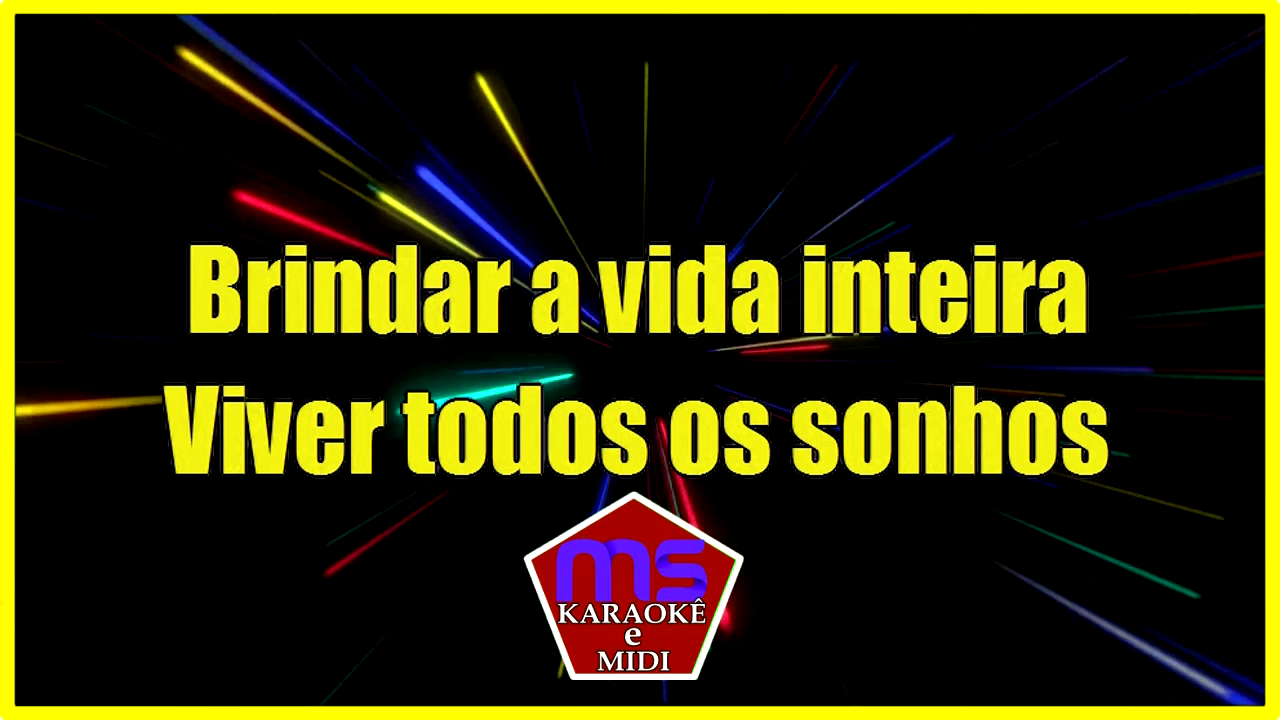 Brindar a vida inteira
Viver todos os sonhos
ms
KARAOKÊ
e
MIDI